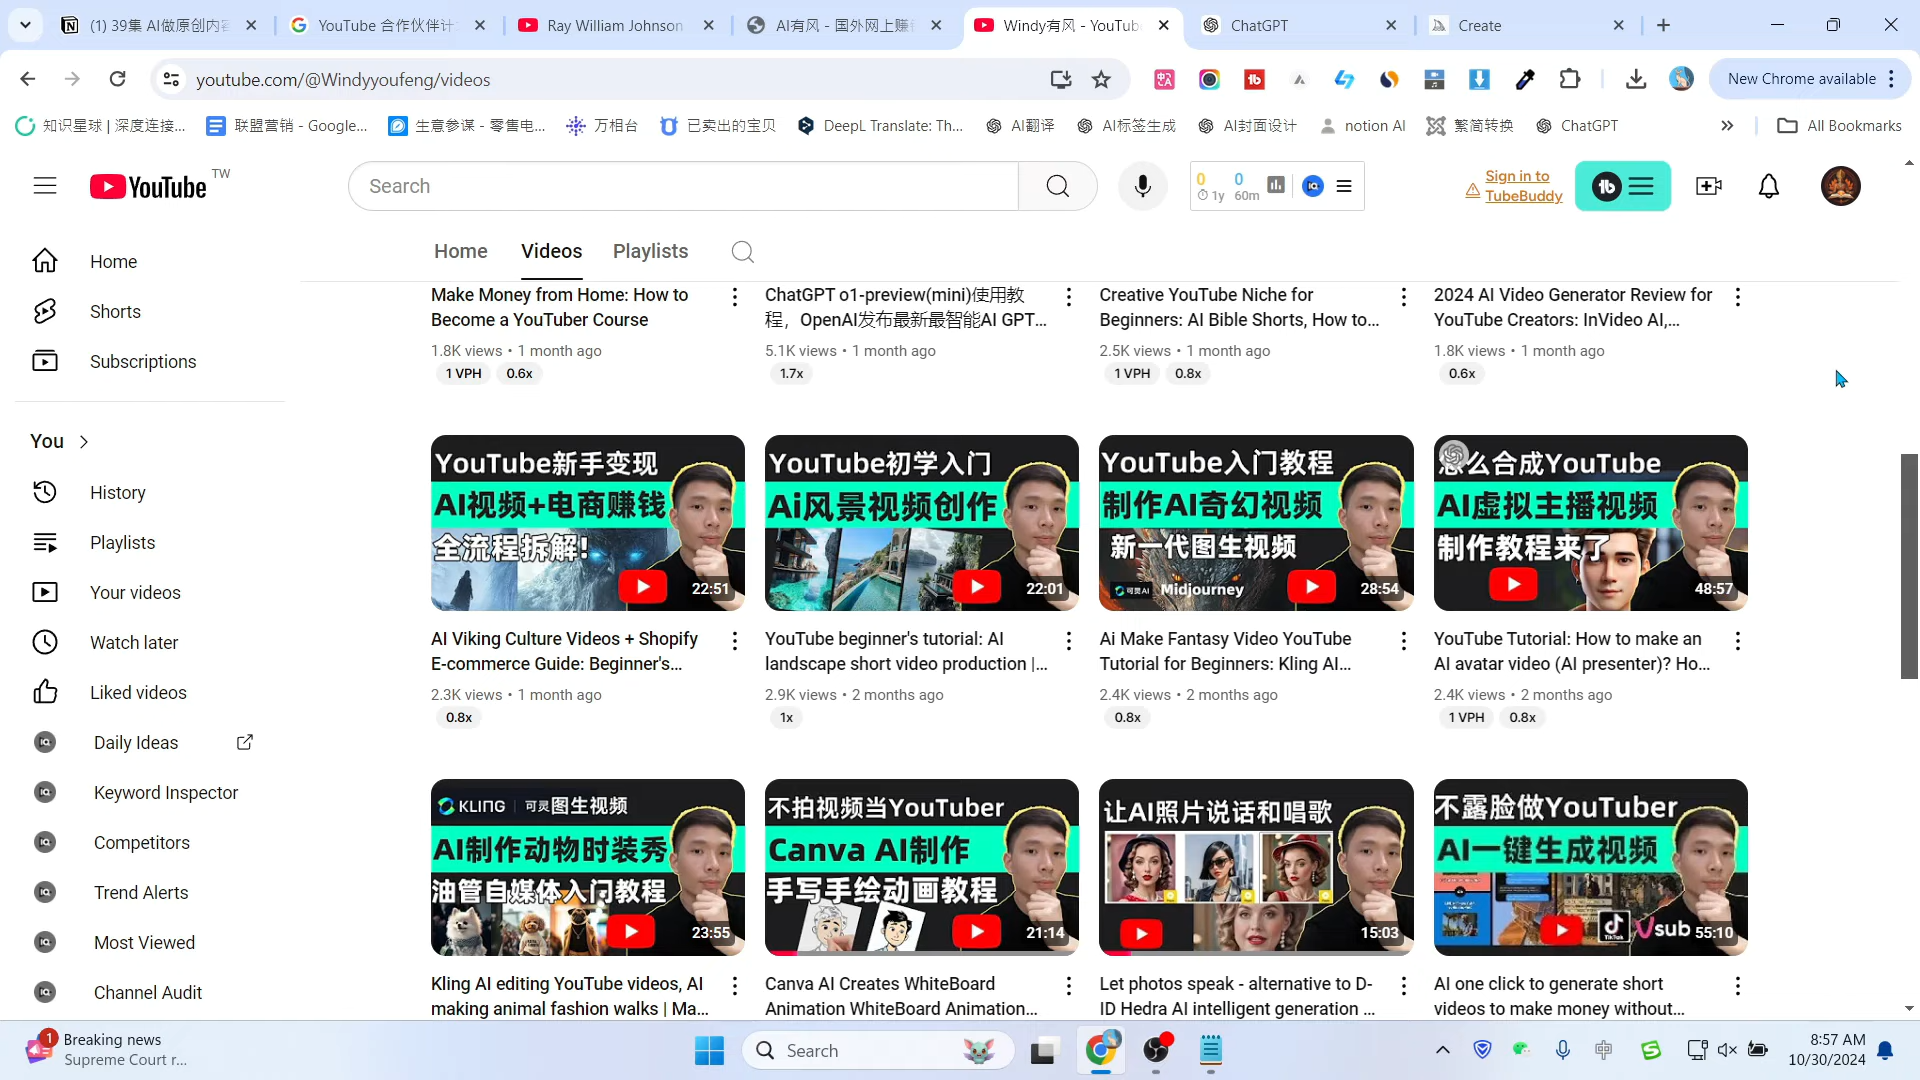 (1) 39集 AI做原创内容
YouTube 合作伙伴计
Ray William Johnson
AI有风 - 国外网上赚
Windy有风 - YouTub
ChatGPT
Create
youtube.com/@Windyyoufeng/videos
New Chrome available
知识星球 | 深度连接...
联盟营销 - Google...
生意参谋 - 零售电...
万相台
已卖出的宝贝
DeepL Translate: Th...
AI翻译
AI标签生成
AI封面设计
notion AI
繁简转换
ChatGPT
All Bookmarks
YouTube TW
Search
0
1y
0
60m
Sign in to
TubeBuddy
Home
Videos
Playlists
Home
Shorts
Subscriptions
You
History
Playlists
Your videos
Watch later
Liked videos
Daily Ideas
Keyword Inspector
Competitors
Trend Alerts
Most Viewed
Channel Audit
Make Money from Home: How to
Become a YouTuber Course
1.8K views • 1 month ago
1 VPH
0.6x
ChatGPT o1-preview(mini)使用教
程，OpenAI发布最新最智能AI GPT...
5.1K views • 1 month ago
1.7x
Creative YouTube Niche for
Beginners: AI Bible Shorts, How to...
2.5K views • 1 month ago
1 VPH
0.8x
2024 AI Video Generator Review for
YouTube Creators: InVideo AI,...
1.8K views • 1 month ago
0.6x
YouTube新手变现
AI视频+电商赚钱
全流程拆解!
22:51
AI Viking Culture Videos + Shopify
E-commerce Guide: Beginner's...
2.3K views • 1 month ago
0.8x
YouTube初学入门
Ai风景视频创作
22:01
YouTube beginner's tutorial: AI
landscape short video production |...
2.9K views • 2 months ago
1x
YouTube入门教程
制作AI奇幻视频
新一代图生视频
可灵AI Midjourney
28:54
Ai Make Fantasy Video YouTube
Tutorial for Beginners: Kling AI...
2.4K views • 2 months ago
0.8x
怎么合成YouTube
AI虚拟主播视频
制作教程来了
48:57
YouTube Tutorial: How to make an
AI avatar video (AI presenter)? Ho...
2.4K views • 2 months ago
1 VPH
0.8x
KLING | 可灵图生视频
AI制作动物时装秀
油管自媒体入门教程
23:55
Kling AI editing YouTube videos, AI
making animal fashion walks | Ma...
不拍视频当YouTuber
Canva AI制作
手写手绘动画教程
21:14
Canva AI Creates WhiteBoard
Animation WhiteBoard Animation...
让AI照片说话和唱歌
15:03
Let photos speak - alternative to D-
ID Hedra AI intelligent generation ...
不露脸做YouTuber
AI一键生成视频
TikTok
Vsub
55:10
AI one click to generate short
videos to make money without...
1
Breaking news
Supreme Court r...
Search
中
8:57 AM
10/30/2024